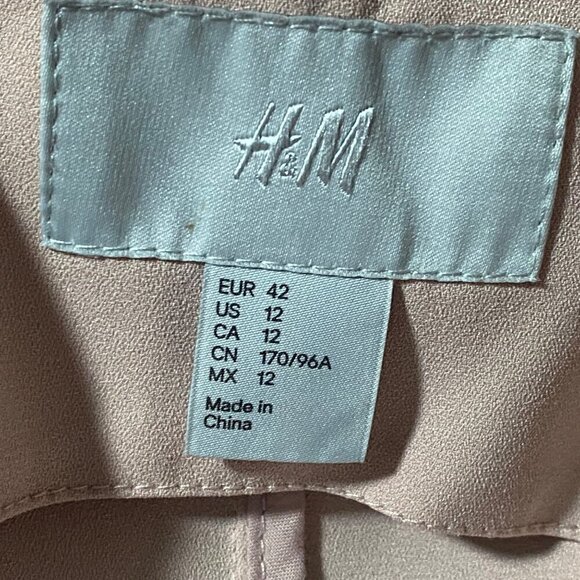 H&M
EUR 42
US 12
CA 12
CN 170/96A
MX 12
Made in
China